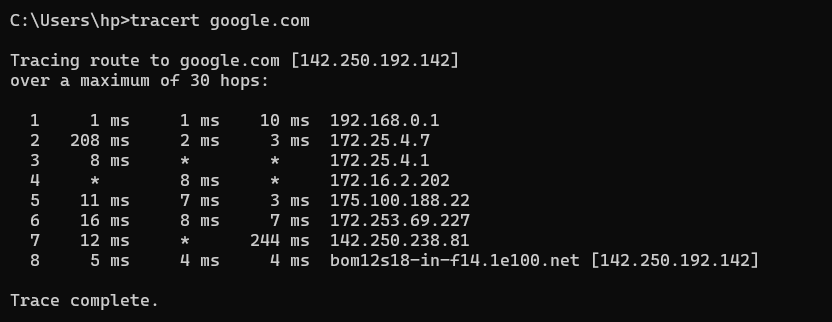 C:\Users\hp>tracert google.com
Tracing route to google.com [142.250.192.142]
over a maximum of 30 hops:
  1     1 ms     1 ms    10 ms  192.168.0.1
  2   208 ms     2 ms     3 ms  172.25.4.7
  3     8 ms     *        *     172.25.4.1
  4     *        8 ms     *     172.16.2.202
  5    11 ms     7 ms     3 ms  175.100.188.22
  6    16 ms     8 ms     7 ms  172.253.69.227
  7    12 ms     *      244 ms  142.250.238.81
  8     5 ms     4 ms     4 ms  bom12s18-in-f14.1e100.net [142.250.192.142]
Trace complete.